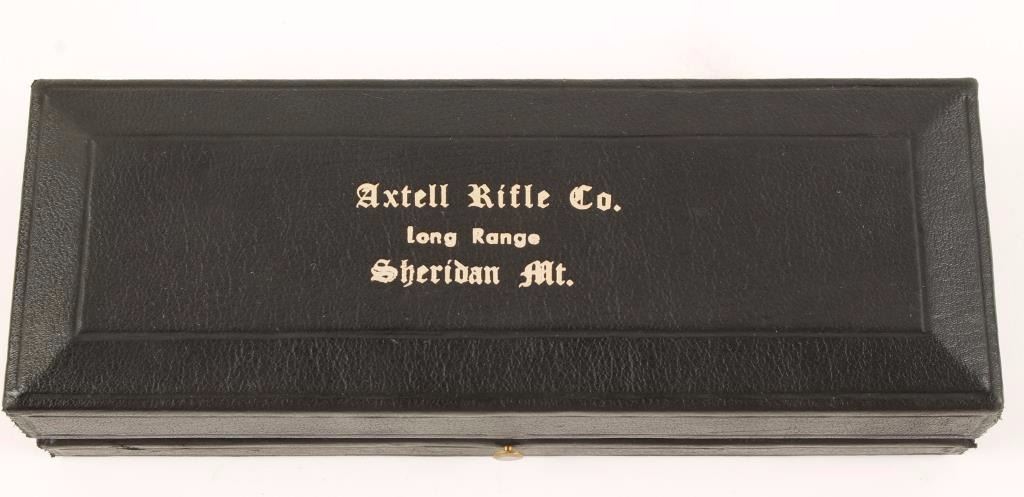 Axtell Rifle Co.
Long Range
Sheridan Mt.